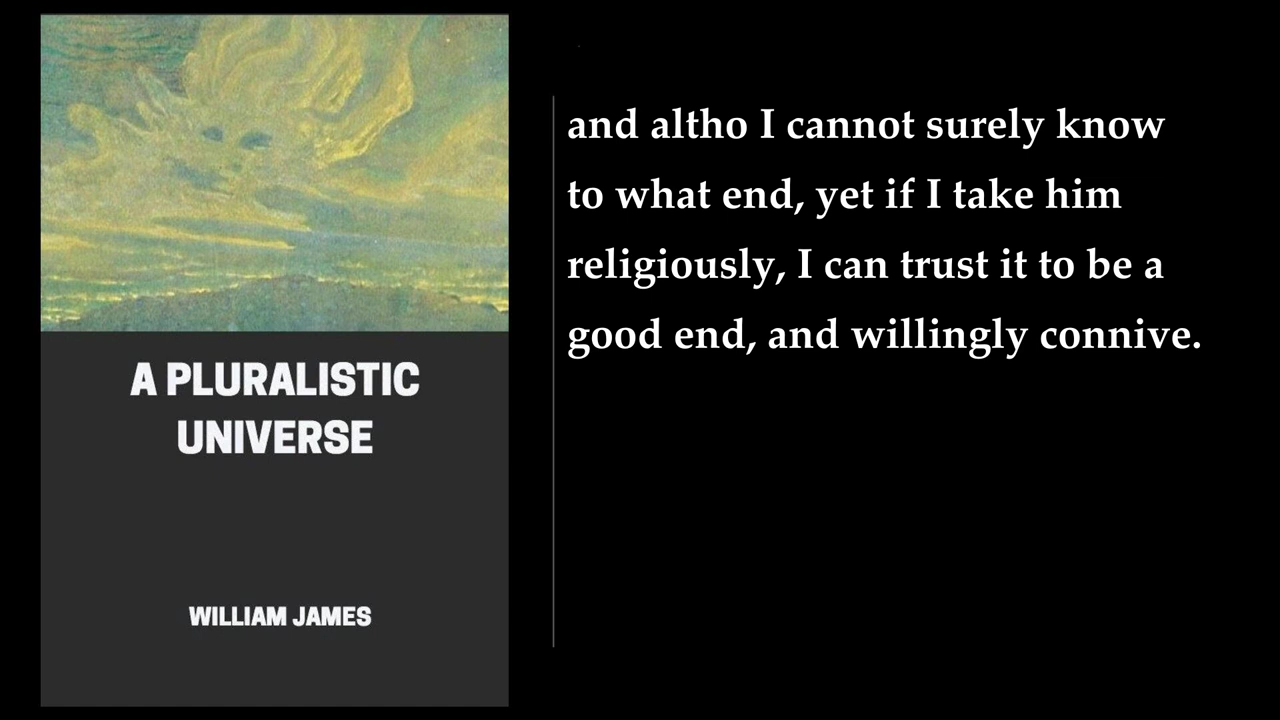 A PLURALISTIC
UNIVERSE
WILLIAM JAMES
and altho I cannot surely know
to what end, yet if I take him
religiously, I can trust it to be a
good end, and willingly connive.